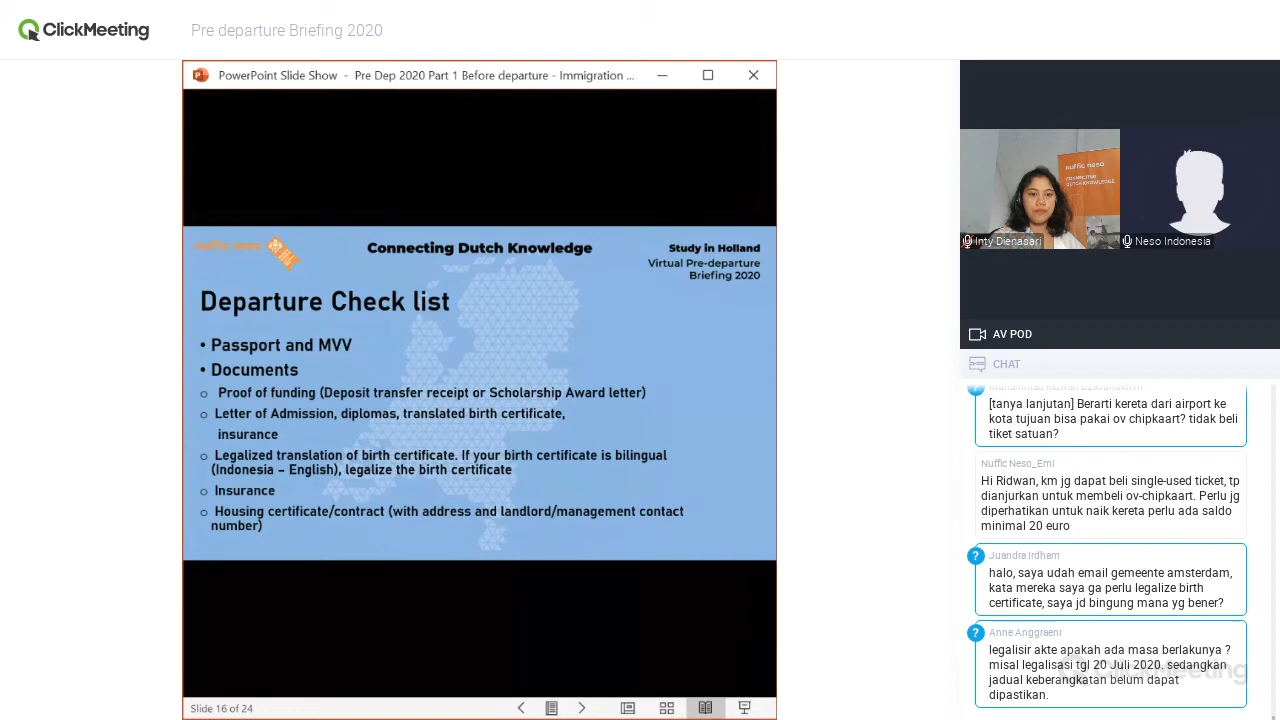 ClickMeeting
Pre departure Briefing 2020
PowerPoint Slide Show - Pre Dep 2020 Part 1 Before departure - Immigration ...
nuffic neso
Connecting Dutch Knowledge
Study in Holland
Virtual Pre-departure
Briefing 2020
Departure Check list
• Passport and MVV
• Documents
o Proof of funding (Deposit transfer receipt or Scholarship Award letter)
o Letter of Admission, diplomas, translated birth certificate,
insurance
o Legalized translation of birth certificate. If your birth certificate is bilingual
(Indonesia – English), legalize the birth certificate
o Insurance
o Housing certificate/contract (with address and landlord/management contact
number)
Slide 16 of 24
nuffic neso
CONNECTING
DUTCH KNOWLEDGE
Inty Dienasari
Neso Indonesia
AV POD
CHAT
[tanya lanjutan] Berarti kereta dari airport ke
kota tujuan bisa pakai ov chipkaart? tidak beli
tiket satuan?
Nuffic Neso_Emi
Hi Ridwan, km jg dapat beli single-used ticket, tp
dianjurkan untuk membeli ov-chipkaart. Perlu jg
diperhatikan untuk naik kereta perlu ada saldo
minimal 20 euro
?
Juandra Irdham
halo, saya udah email gemeente amsterdam,
kata mereka saya ga perlu legalize birth
certificate, saya jd bingung mana yg bener?
?
Anne Anggraeni
legalisir akte apakah ada masa berlakunya ?
misal legalisasi tgl 20 Juli 2020. sedangkan
jadual keberangkatan belum dapat
dipastikan.
ClickMeeting